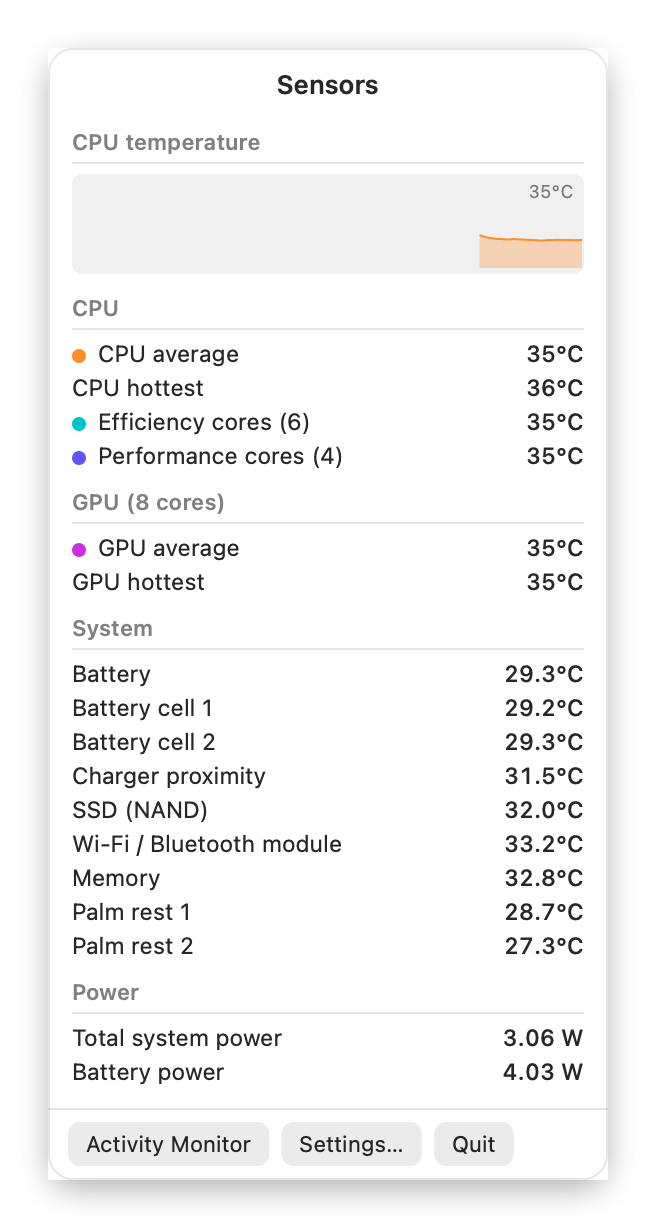 Sensors
CPU temperature
35°C
CPU
CPU average 35°C
CPU hottest 36°C
Efficiency cores (6) 35°C
Performance cores (4) 35°C
GPU (8 cores)
GPU average 35°C
GPU hottest 35°C
System
Battery 29.3°C
Battery cell 1 29.2°C
Battery cell 2 29.3°C
Charger proximity 31.5°C
SSD (NAND) 32.0°C
Wi-Fi / Bluetooth module 33.2°C
Memory 32.8°C
Palm rest 1 28.7°C
Palm rest 2 27.3°C
Power
Total system power 3.06 W
Battery power 4.03 W
Activity Monitor Settings... Quit